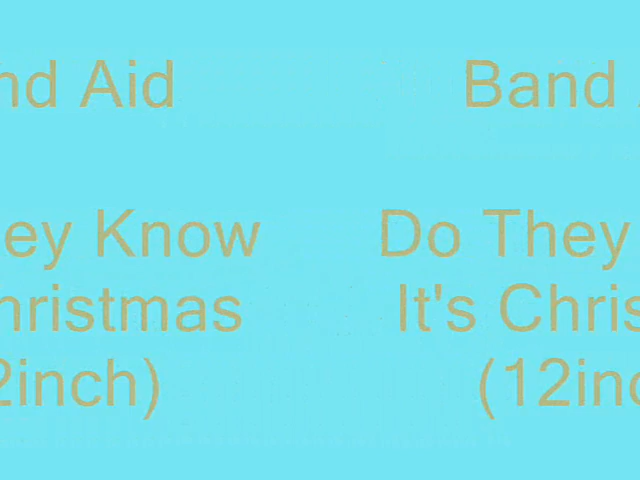 nd Aid Band
ey Know Do They
hristmas It's Chris
2inch) (12inc